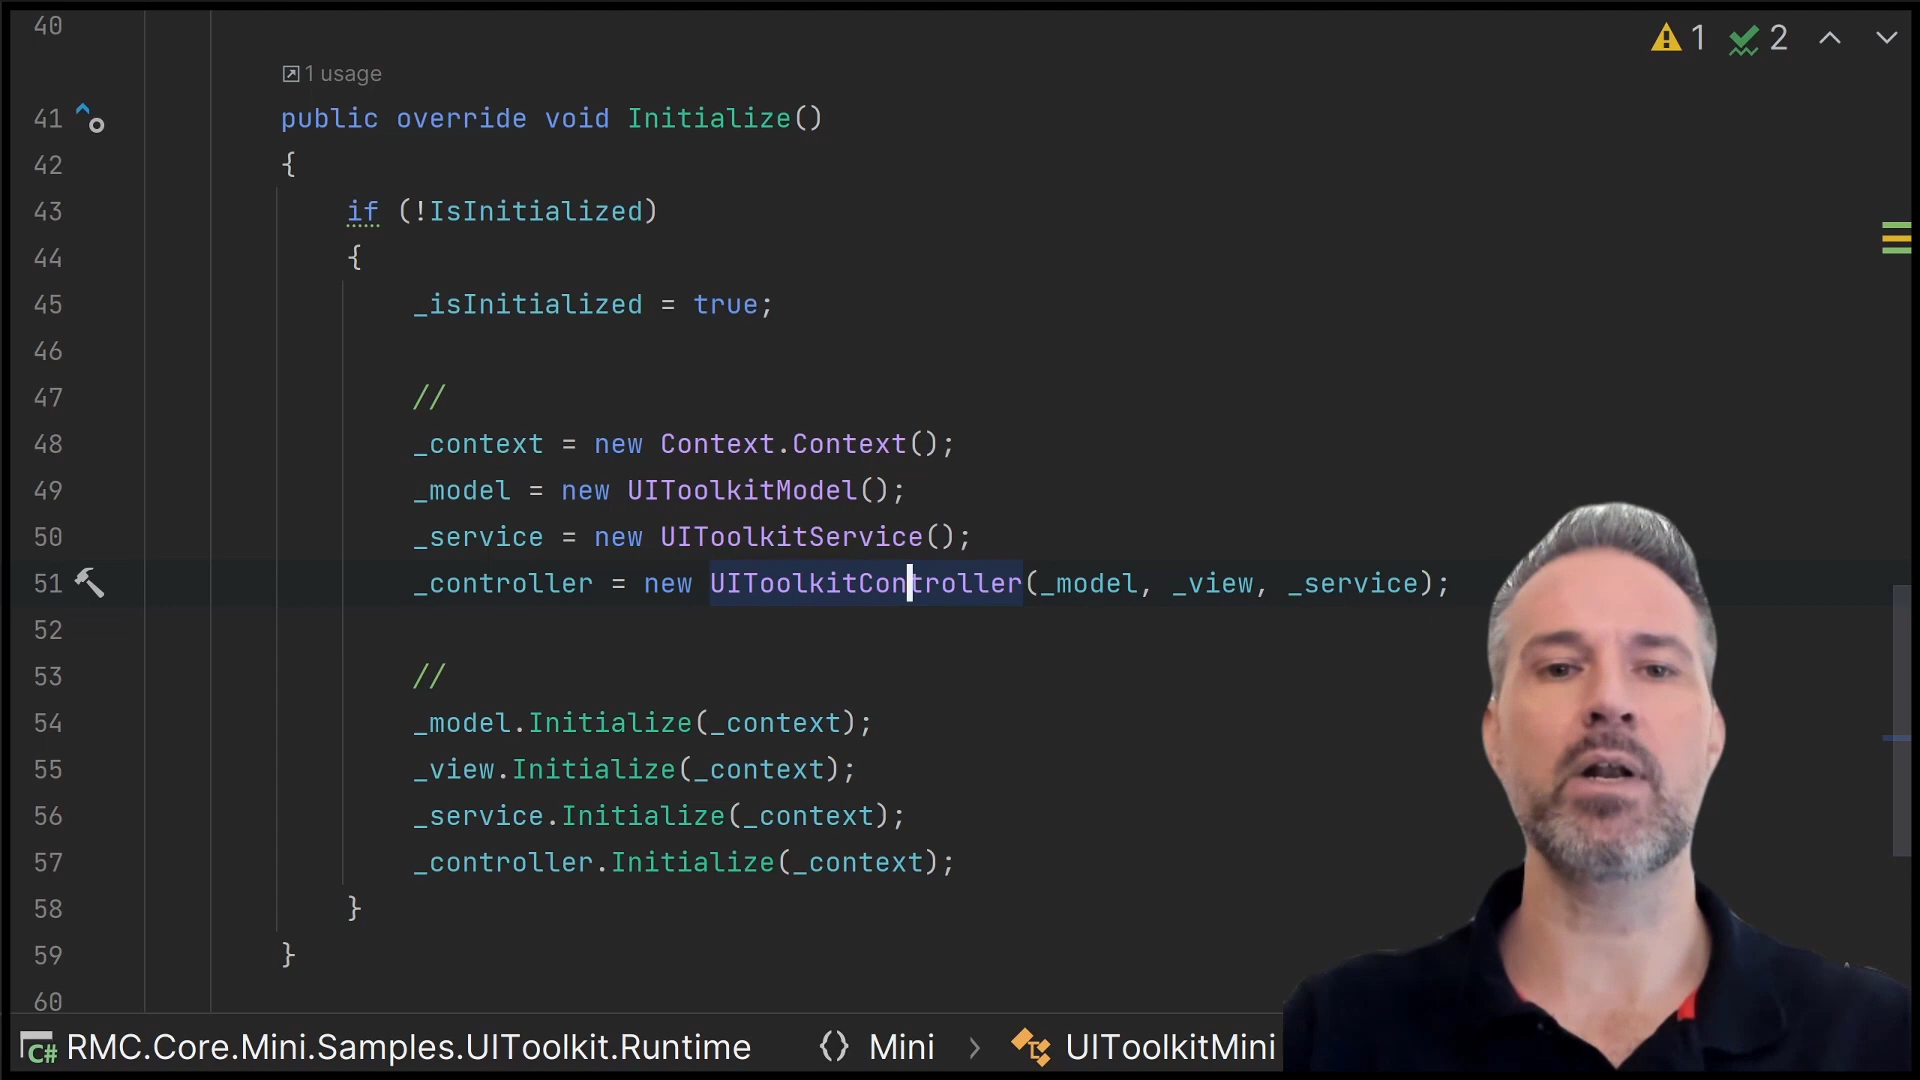 40
1 2
1 usage
41 public override void Initialize()
42 {
43 if (!IsInitialized)
44 {
45 _isInitialized = true;
46
47 //
48 _context = new Context.Context();
49 _model = new UIToolkitModel();
50 _service = new UIToolkitService();
51 _controller = new UIToolkitController(_model, _view, _service);
52
53 //
54 _model.Initialize(_context);
55 _view.Initialize(_context);
56 _service.Initialize(_context);
57 _controller.Initialize(_context);
58 }
59 }
60
C# RMC.Core.Mini.Samples.UIToolkit.Runtime {} Mini > UIToolkitMini